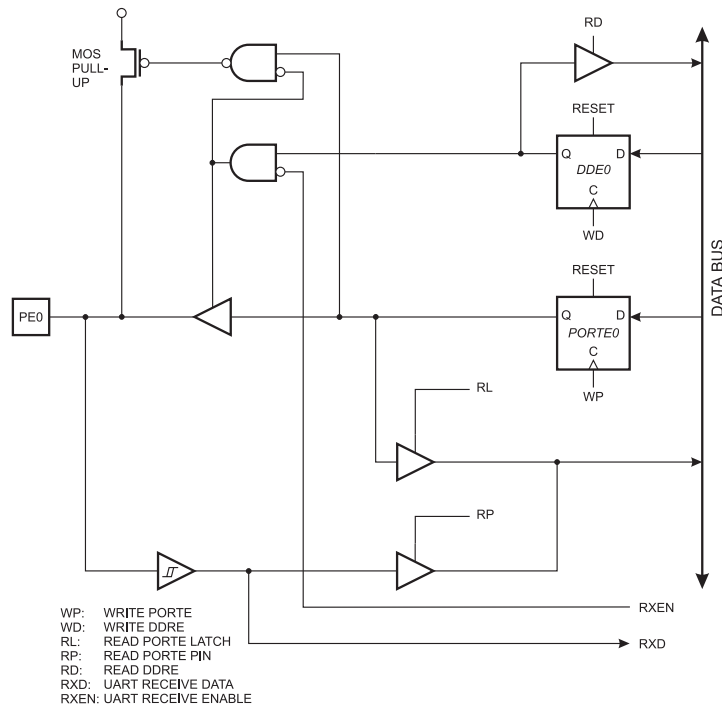 RD
MOS
PULL-
UP
RESET
Q
D
DDE0
C
WD
DATA BUS
RESET
PE0
Q
D
PORTE0
C
WP
RL
RP
RXEN
RXD
WP: WRITE PORTE
WD: WRITE DDRE
RL: READ PORTE LATCH
RP: READ PORTE PIN
RD: READ DDRE
RXD: UART RECEIVE DATA
RXEN: UART RECEIVE ENABLE